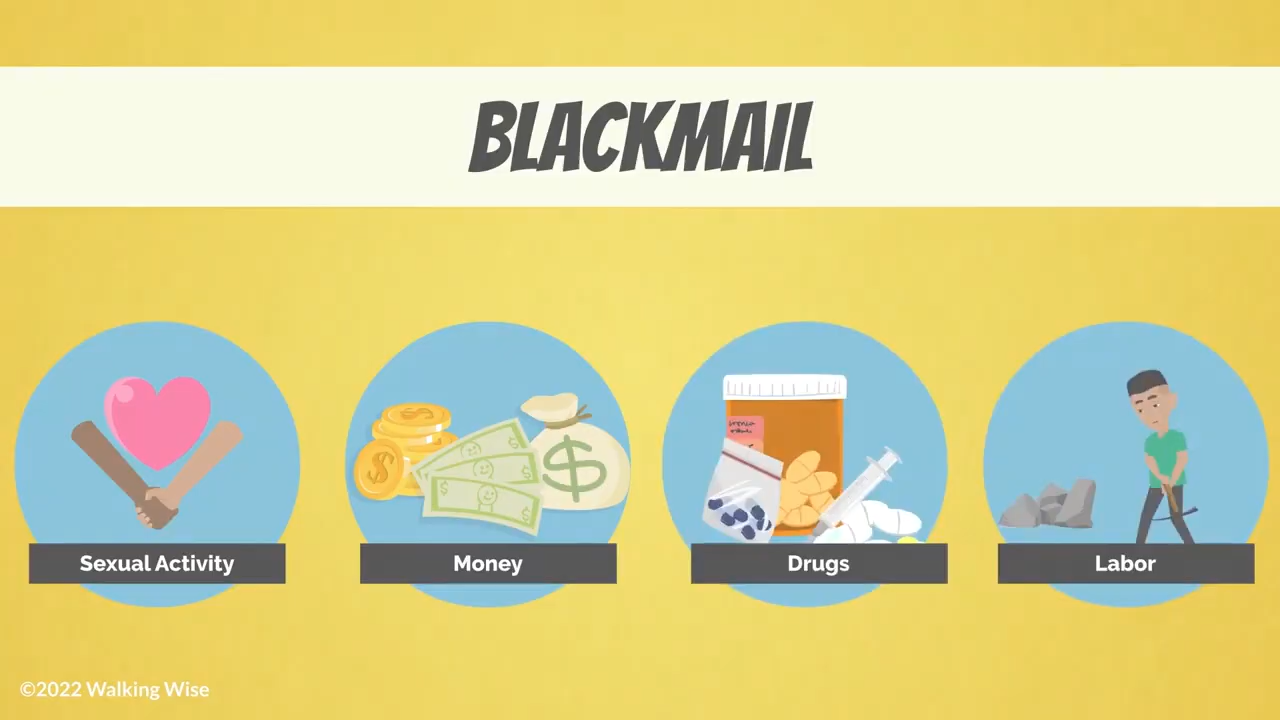 BLACKMAIL
Sexual Activity
Money
Drugs
Labor
©2022 Walking Wise